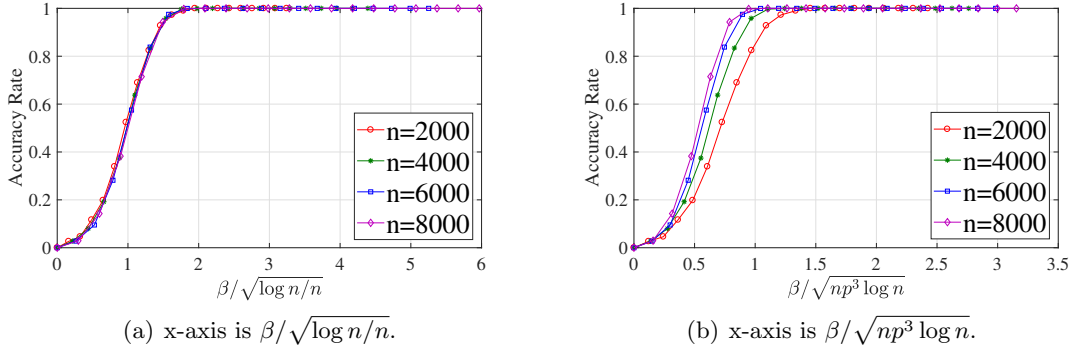 1
0.8
0.6
0.4
0.2
0
Accuracy Rate
n=2000
n=4000
n=6000
n=8000
0 1 2 3 4 5 6
β/√log n/n
(a) x-axis is β/√log n/n.
1
0.8
0.6
0.4
0.2
0
Accuracy Rate
n=2000
n=4000
n=6000
n=8000
0 0.5 1 1.5 2 2.5 3 3.5
β/√np³ log n
(b) x-axis is β/√np³ log n.